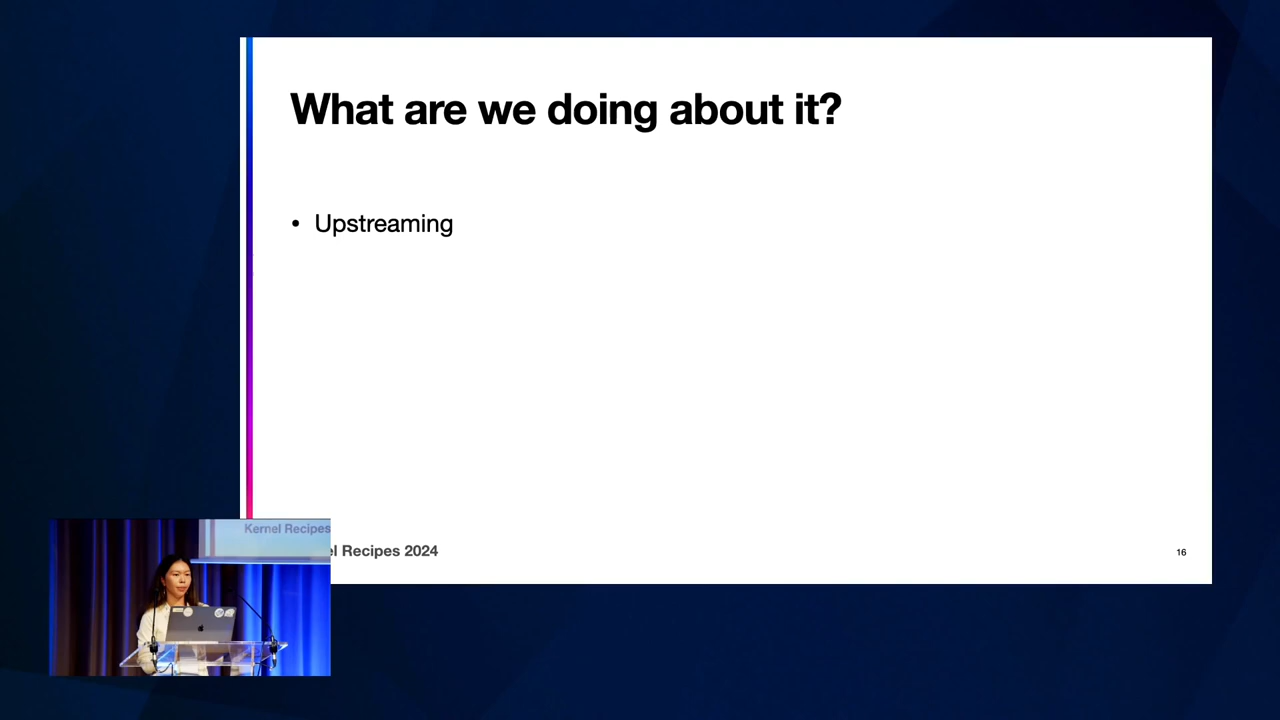 What are we doing about it?
• Upstreaming
Kernel Recipes
el Recipes 2024
16